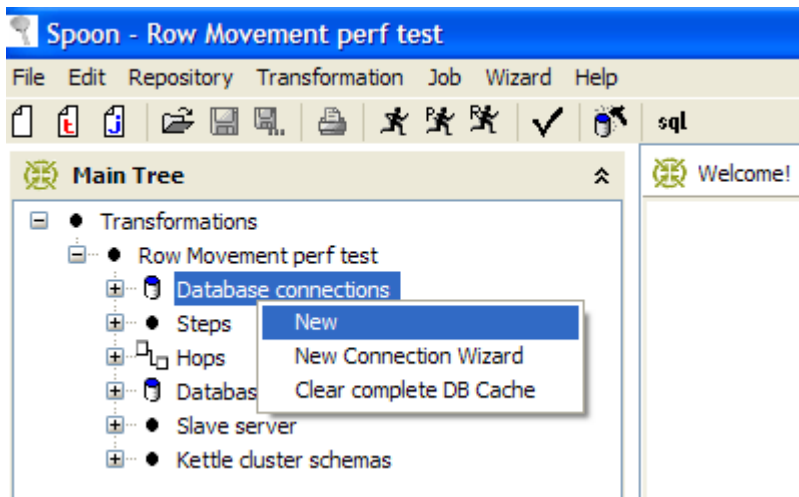 Spoon - Row Movement perf test
File Edit Repository Transformation Job Wizard Help
sql
Main Tree
Welcome!
Transformations
Row Movement perf test
Database connections
Steps
New
Hops
New Connection Wizard
Clear complete DB Cache
Slave server
Kettle cluster schemas